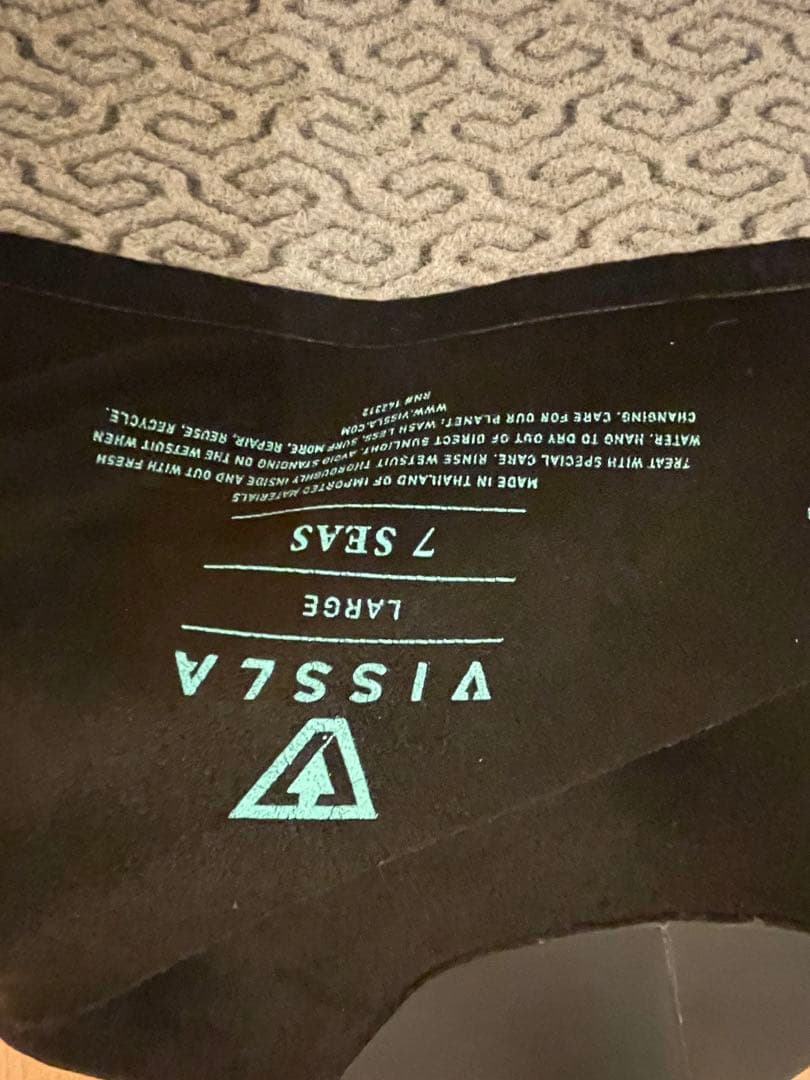 VISSLA
LARGE
7 SEAS
MADE IN THAILAND OF IMPORTED MATERIALS
TREAT WITH SPECIAL CARE. RINSE WETSUIT THOROUGHLY INSIDE AND OUT WITH FRESH
WATER. HANG TO DRY OUT OF DIRECT SUNLIGHT. AVOID STANDING ON THE WETSUIT WHEN
CHANGING. CARE FOR OUR PLANET: WASH LESS, SURF MORE, REPAIR, REUSE, RECYCLE.
WWW.VISSLA.COM
RN# 142312